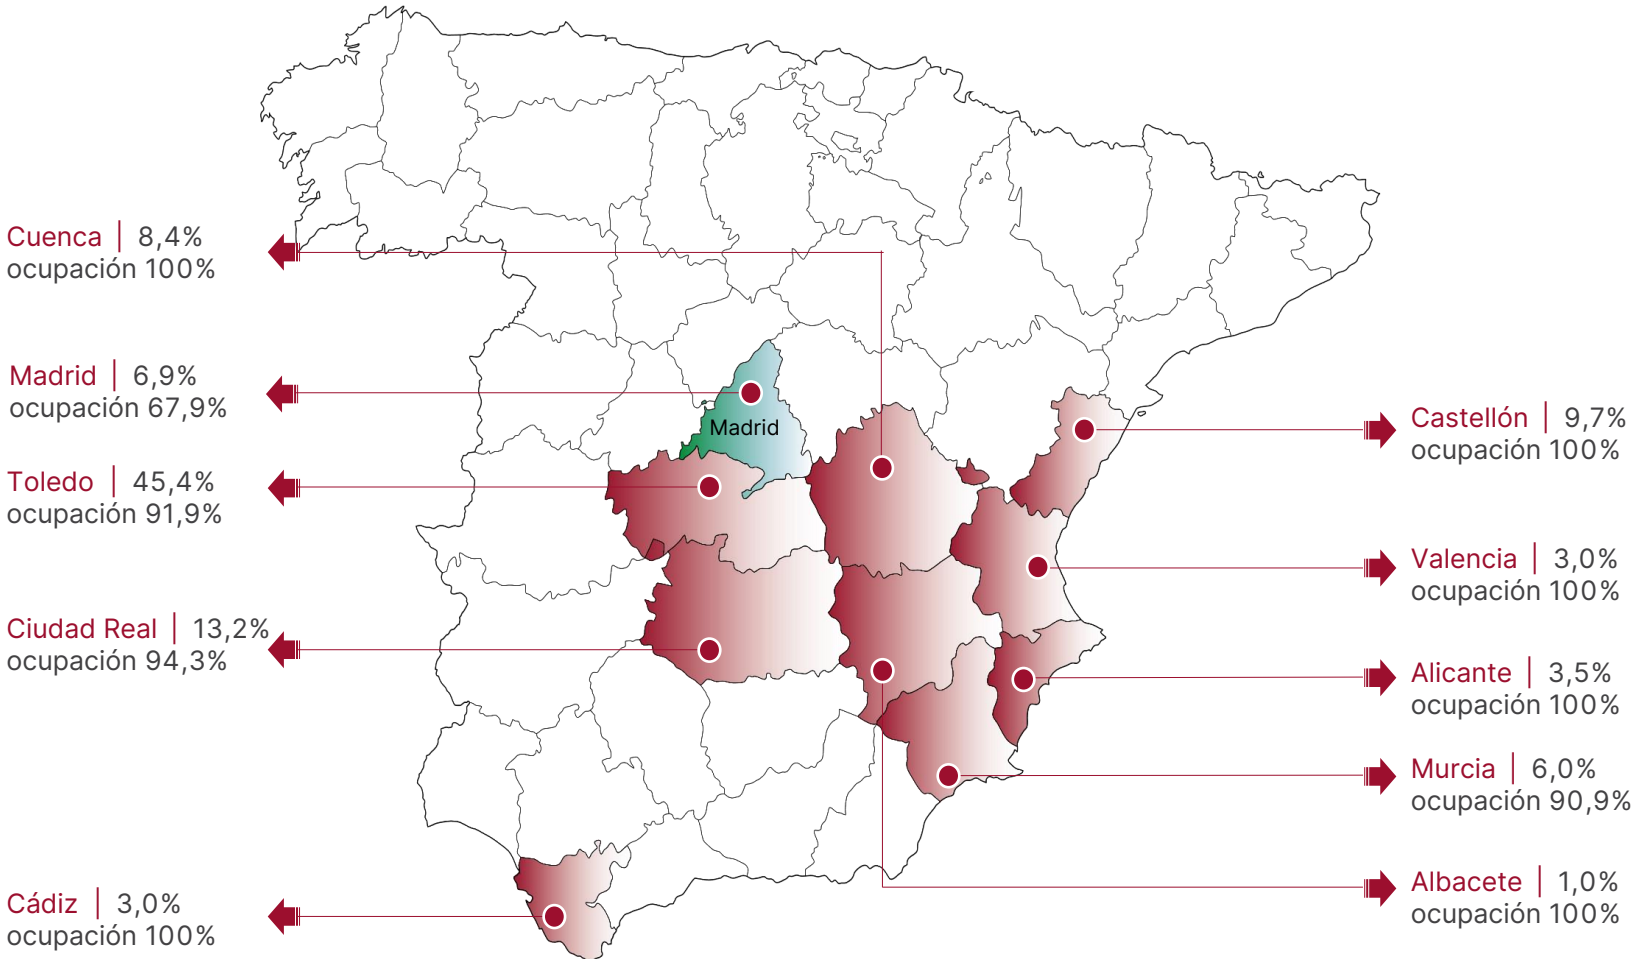 Cuenca | 8,4%
ocupación 100%
Madrid | 6,9%
ocupación 67,9%
Toledo | 45,4%
ocupación 91,9%
Ciudad Real | 13,2%
ocupación 94,3%
Cádiz | 3,0%
ocupación 100%
Madrid
Castellón | 9,7%
ocupación 100%
Valencia | 3,0%
ocupación 100%
Alicante | 3,5%
ocupación 100%
Murcia | 6,0%
ocupación 90,9%
Albacete | 1,0%
ocupación 100%